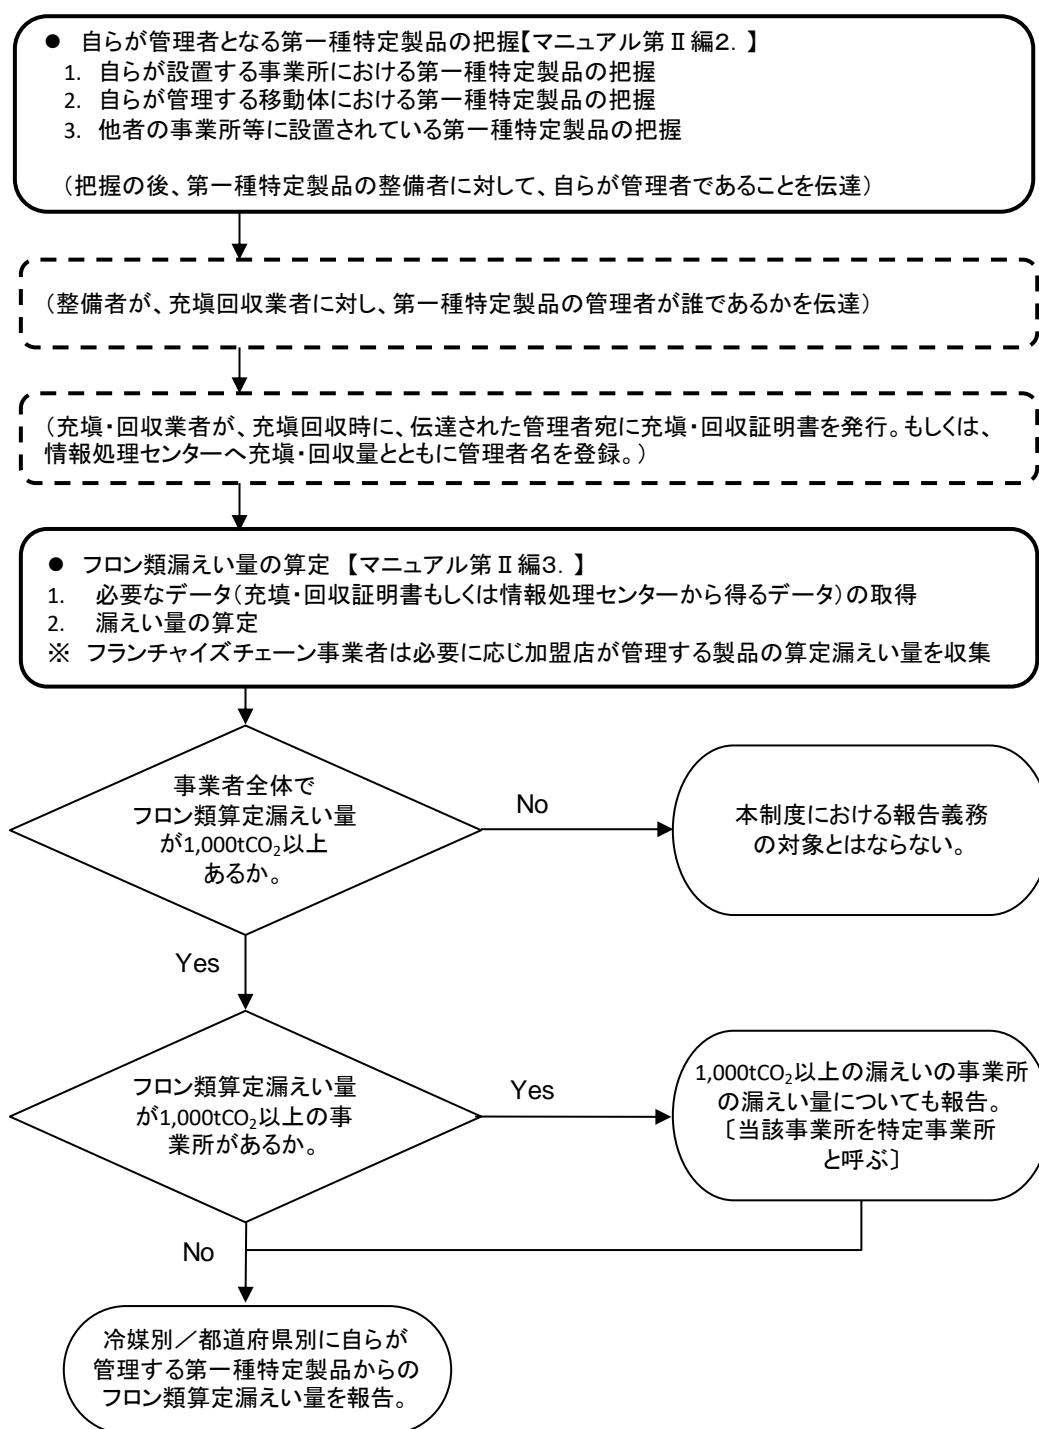 ● 自らが管理者となる第一種特定製品の把握【マニュアル第Ⅱ編2．】
1. 自らが設置する事業所における第一種特定製品の把握
2. 自らが管理する移動体における第一種特定製品の把握
3. 他者の事業所等に設置されている第一種特定製品の把握
（把握の後、第一種特定製品の整備者に対して、自らが管理者であることを伝達）
（整備者が、充塡回収業者に対し、第一種特定製品の管理者が誰であるかを伝達）
（充塡・回収業者が、充塡回収時に、伝達された管理者宛に充塡・回収証明書を発行。もしくは、
情報処理センターへ充塡・回収量とともに管理者名を登録。）
● フロン類漏えい量の算定 【マニュアル第Ⅱ編3．】
1. 必要なデータ（充塡・回収証明書もしくは情報処理センターから得るデータ）の取得
2. 漏えい量の算定
※ フランチャイズチェーン事業者は必要に応じ加盟店が管理する製品の算定漏えい量を収集
事業者全体で
フロン類算定漏えい量
が1,000tCO₂以上
あるか。
No
本制度における報告義務
の対象とはならない。
Yes
フロン類算定漏えい量
が1,000tCO₂以上の事
業所があるか。
Yes
1,000tCO₂以上の漏えいの事業所
の漏えい量についても報告。
〔当該事業所を特定事業所
と呼ぶ〕
No
冷媒別／都道府県別に自らが
管理する第一種特定製品からの
フロン類算定漏えい量を報告。